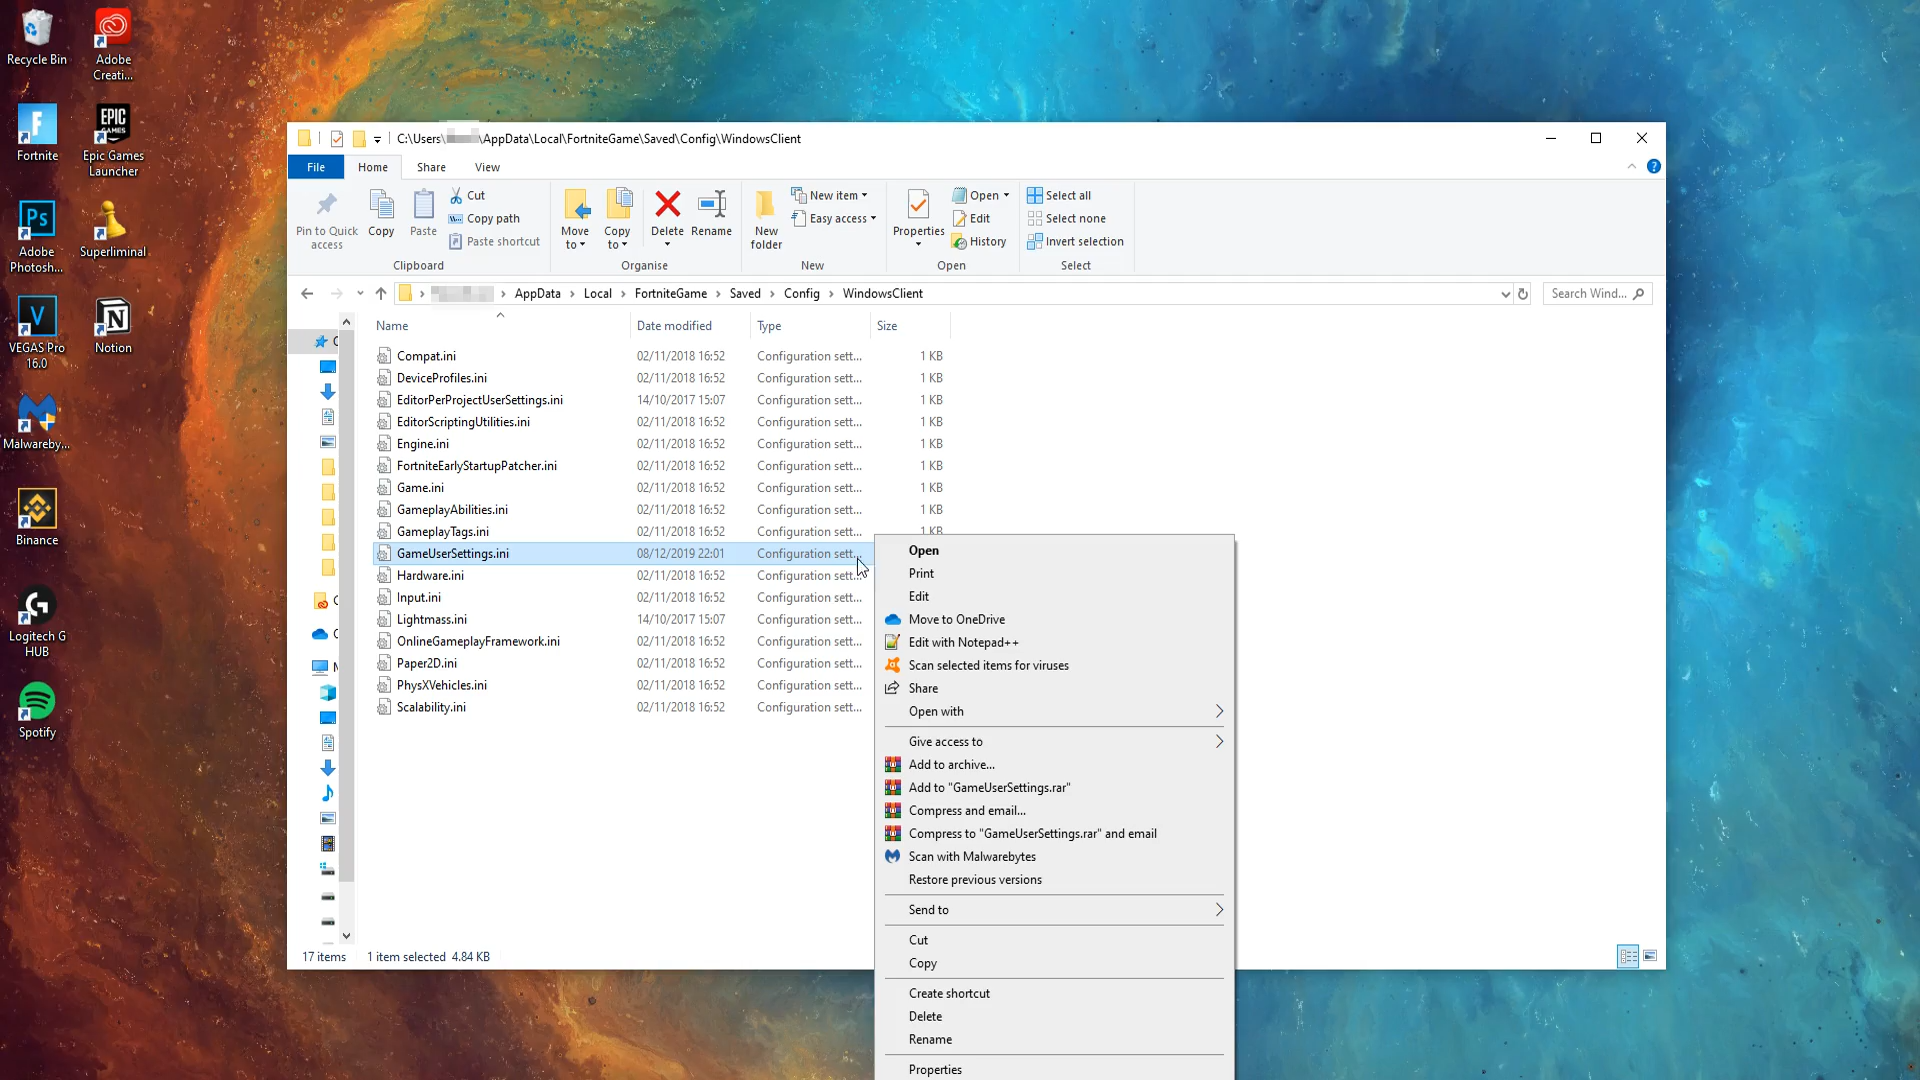 Recycle Bin
Adobe
Creati...
Fortnite
EPIC
GAMES
Epic Games
Launcher
Ps
Adobe
Photosh...
Superliminal
V
VEGAS Pro
16.0
Notion
Malwareby...
Binance
Logitech G
HUB
Spotify
C:\Users\
\AppData\Local\FortniteGame\Saved\Config\WindowsClient
File
Home
Share
View
Pin to Quick
access
Copy
Paste
Cut
Copy path
Paste shortcut
Clipboard
Move
to
Copy
to
Delete
Rename
Organise
New
folder
New item
Easy access
New
Properties
Open
Edit
History
Open
Select all
Select none
Invert selection
Select
AppData
Local
FortniteGame
Saved
Config
WindowsClient
Search Wind...
Name
Date modified
Type
Size
Compat.ini 02/11/2018 16:52 Configuration sett... 1 KB
DeviceProfiles.ini 02/11/2018 16:52 Configuration sett... 1 KB
EditorPerProjectUserSettings.ini 14/10/2017 15:07 Configuration sett... 1 KB
EditorScriptingUtilities.ini 02/11/2018 16:52 Configuration sett... 1 KB
Engine.ini 02/11/2018 16:52 Configuration sett... 1 KB
FortniteEarlyStartupPatcher.ini 02/11/2018 16:52 Configuration sett... 1 KB
Game.ini 02/11/2018 16:52 Configuration sett... 1 KB
GameplayAbilities.ini 02/11/2018 16:52 Configuration sett... 1 KB
GameplayTags.ini 02/11/2018 16:52 Configuration sett... 1 KB
GameUserSettings.ini 08/12/2019 22:01 Configuration sett...
Hardware.ini 02/11/2018 16:52 Configuration sett...
Input.ini 02/11/2018 16:52 Configuration sett...
Lightmass.ini 14/10/2017 15:07 Configuration sett...
OnlineGameplayFramework.ini 02/11/2018 16:52 Configuration sett...
Paper2D.ini 02/11/2018 16:52 Configuration sett...
PhysXVehicles.ini 02/11/2018 16:52 Configuration sett...
Scalability.ini 02/11/2018 16:52 Configuration sett...
Open
Print
Edit
Move to OneDrive
Edit with Notepad++
Scan selected items for viruses
Share
Open with
Give access to
Add to archive...
Add to "GameUserSettings.rar"
Compress and email...
Compress to "GameUserSettings.rar" and email
Scan with Malwarebytes
Restore previous versions
Send to
Cut
Copy
Create shortcut
Delete
Rename
Properties
17 items
1 item selected 4.84 KB